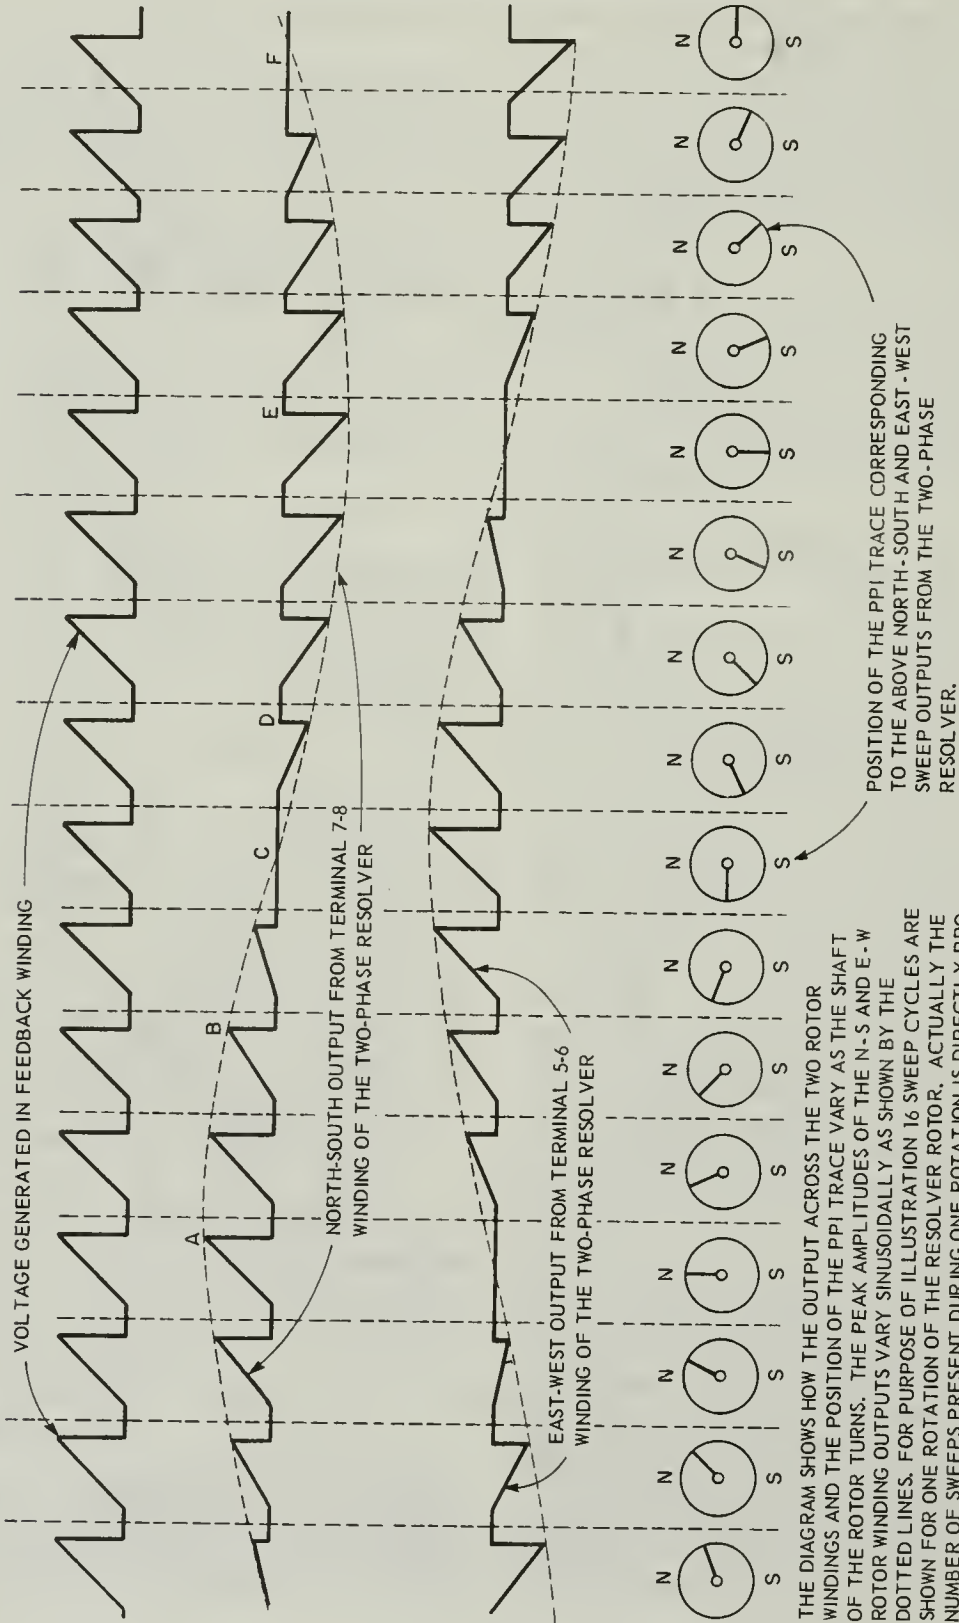 VOLTAGE GENERATED IN FEEDBACK WINDING
A
B
C
D
E
F
NORTH-SOUTH OUTPUT FROM TERMINAL 7-8
WINDING OF THE TWO-PHASE RESOLVER
EAST-WEST OUTPUT FROM TERMINAL 5-6
WINDING OF THE TWO-PHASE RESOLVER
N N N N N N N N N N N N N N N N
S S S S S S S S S S S S S S S S
THE DIAGRAM SHOWS HOW THE OUTPUT ACROSS THE TWO ROTOR
WINDINGS AND THE POSITION OF THE PPI TRACE VARY AS THE SHAFT
OF THE ROTOR TURNS. THE PEAK AMPLITUDES OF THE N-S AND E-W
ROTOR WINDING OUTPUTS VARY SINUSOIDALLY AS SHOWN BY THE
DOTTED LINES. FOR PURPOSE OF ILLUSTRATION 16 SWEEP CYCLES ARE
SHOWN FOR ONE ROTATION OF THE RESOLVER ROTOR. ACTUALLY THE
NUMBER OF SWEEPS PRESENT DURING ONE ROTATION IS DIRECTLY
POSITION OF THE PPI TRACE CORRESPONDING
TO THE ABOVE NORTH-SOUTH AND EAST-WEST
SWEEP OUTPUTS FROM THE TWO-PHASE
RESOLVER.